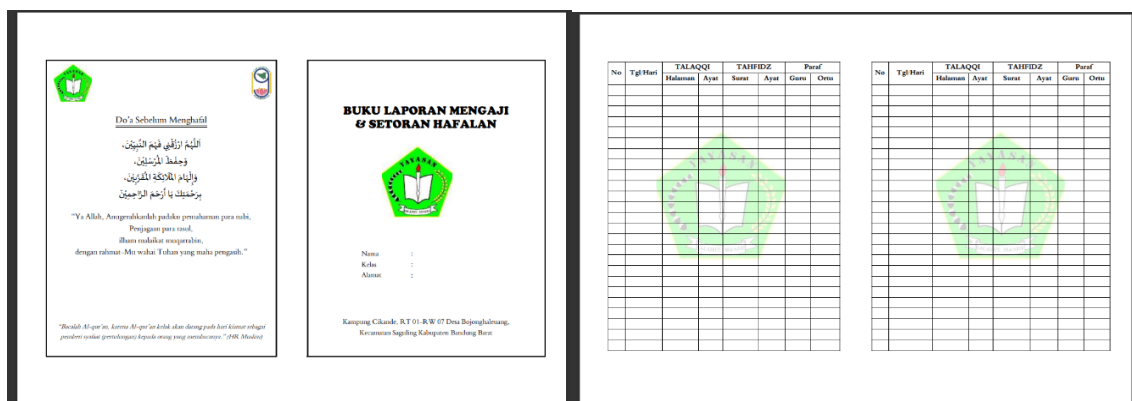 Do'a Sebelum Menghafal
اَللّٰهُمَّ ارْزُقْنِي فَهْمَ النَّبِيِّيْنَ،
وَحِفْظَ الْمُرْسَلِيْنَ،
وَإِلْهَامَ الْمَلَائِكَةِ الْمُقَرَّبِيْنَ،
بِرَحْمَتِكَ يَا أَرْحَمَ الرَّاحِمِيْنَ
"Ya Allah, Anugerahkanlah padaku pemahaman para nabi,
Penjagaan para rasul,
ilham malaikat muqarrabin,
dengan rahmat-Mu wahai Tuhan yang maha pengasih."
"Bacalah Al-qur'an, karena Al-qur'an kelak akan datang pada hari kiamat sebagai
pemberi syafaat (pertolongan) kepada orang yang membacanya." (HR. Muslim)
BUKU LAPORAN MENGAJI
& SETORAN HAFALAN
YAYASAN
Nama :
Kelas :
Alamat :
Kampung Cikande, RT 01-RW 07 Desa Bojonghaleuang,
Kecamatan Saguling Kabupaten Bandung Barat
No Tgl/Hari TALAQQI TAHFIDZ Paraf
Halaman Ayat Surat Ayat Guru Ortu
YAYASAN
No Tgl/Hari TALAQQI TAHFIDZ Paraf
Halaman Ayat Surat Ayat Guru Ortu
YAYASAN